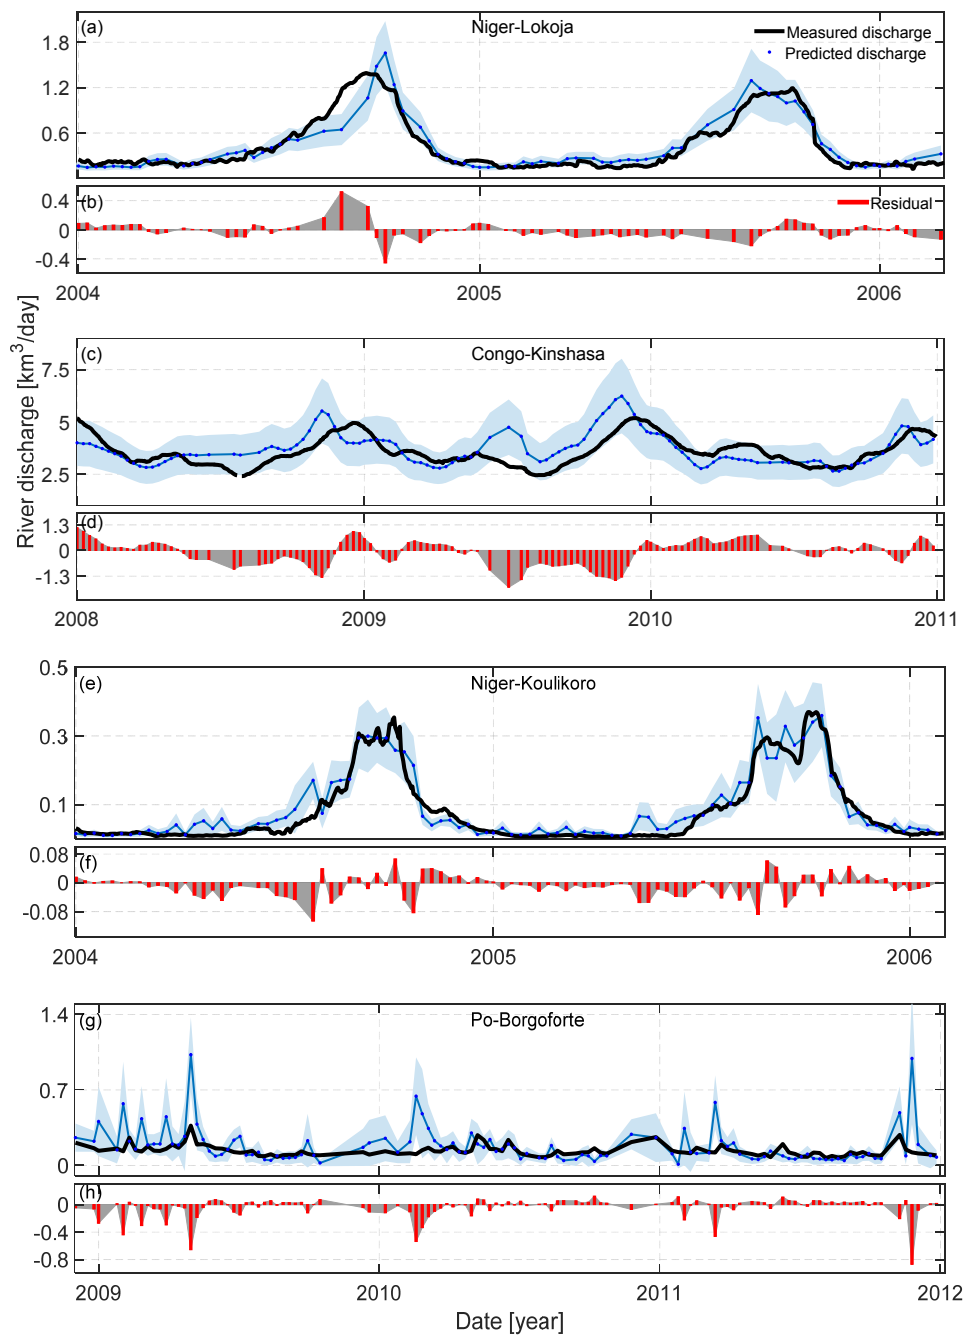 (a)
Niger-Lokoja
Measured discharge
Predicted discharge
1.8
1.2
0.6
(b)
Residual
0.4
0
-0.4
2004
2005
2006
River discharge [km³/day]
(c)
Congo-Kinshasa
7.5
5
2.5
(d)
1.3
0
-1.3
2008
2009
2010
2011
(e)
Niger-Koulikoro
0.5
0.3
0.1
(f)
0.08
0
-0.08
2004
2005
2006
(g)
Po-Borgoforte
1.4
0.7
0
(h)
0
-0.4
-0.8
2009
2010
2011
2012
Date [year]